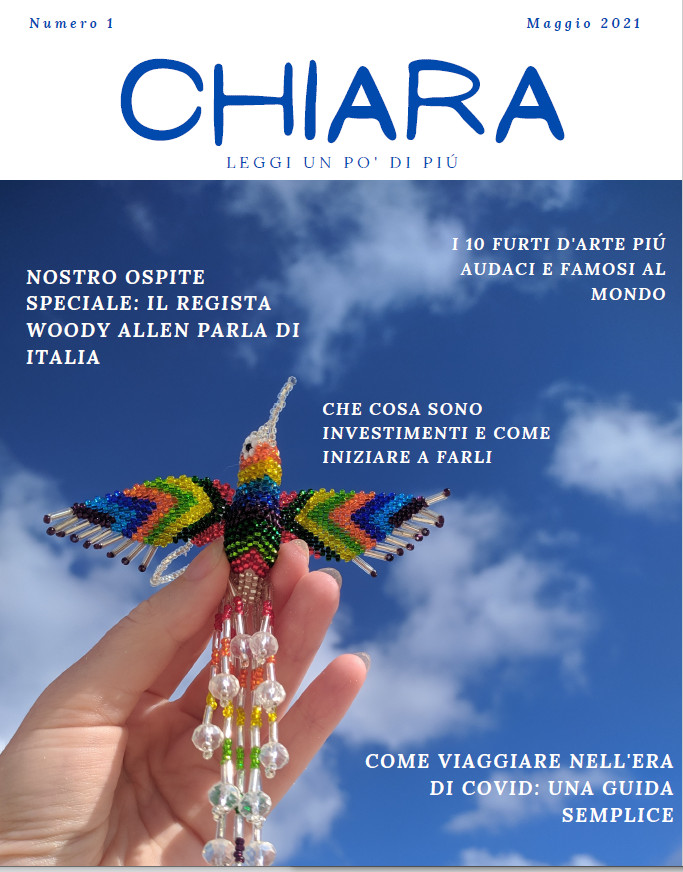 Numero 1
Maggio 2021
CHIARA
LEGGI UN PO' DI PIÚ
I 10 FURTI D'ARTE PIÚ
AUDACI E FAMOSI AL
MONDO
NOSTRO OSPITE
SPECIALE: IL REGISTA
WOODY ALLEN PARLA DI
ITALIA
CHE COSA SONO
INVESTIMENTI E COME
INIZIARE A FARLI
COME VIAGGIARE NELL'ERA
DI COVID: UNA GUIDA
SEMPLICE